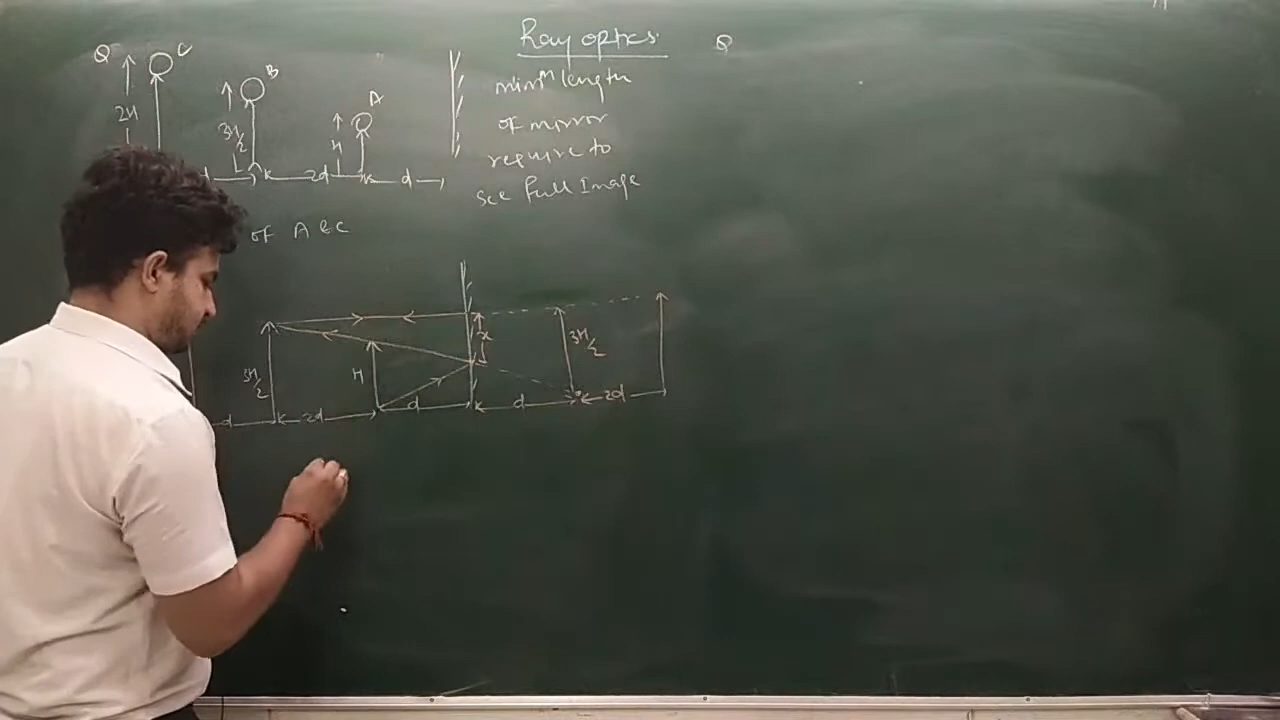 Ray optics
Q
Q
C
2H
B
3H/2
A
H
d
2d
d
minm length
of mirror
require to
see full Image
of A & C
3H/2
H
x
3H/2
d
2d
d
d
2d